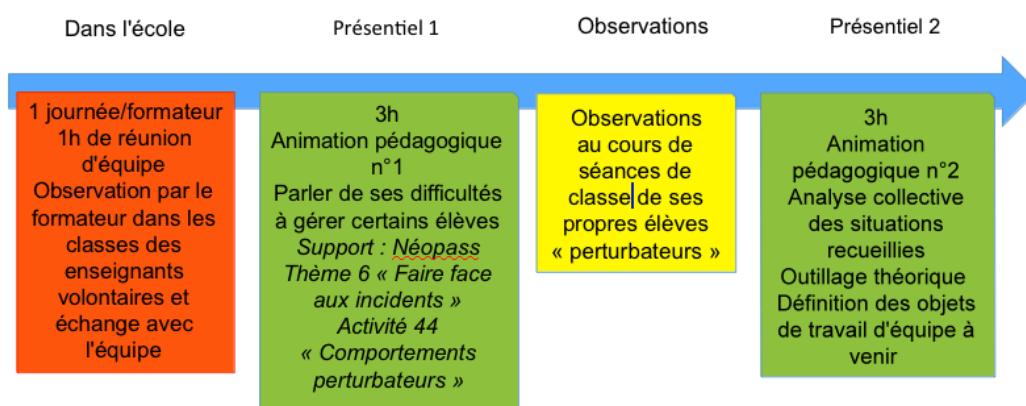 Dans l'école
Présentiel 1
Observations
Présentiel 2
1 journée/formateur
1h de réunion
d'équipe
Observation par le
formateur dans les
classes des
enseignants
volontaires et
échange avec
l'équipe
3h
Animation pédagogique
n°1
Parler de ses difficultés
à gérer certains élèves
Support : Néopass
Thème 6 « Faire face
aux incidents »
Activité 44
« Comportements
perturbateurs »
Observations
au cours de
séances de
classe de ses
propres élèves
« perturbateurs »
3h
Animation
pédagogique n°2
Analyse collective
des situations
recueillies
Outillage théorique
Définition des objets
de travail d'équipe à
venir